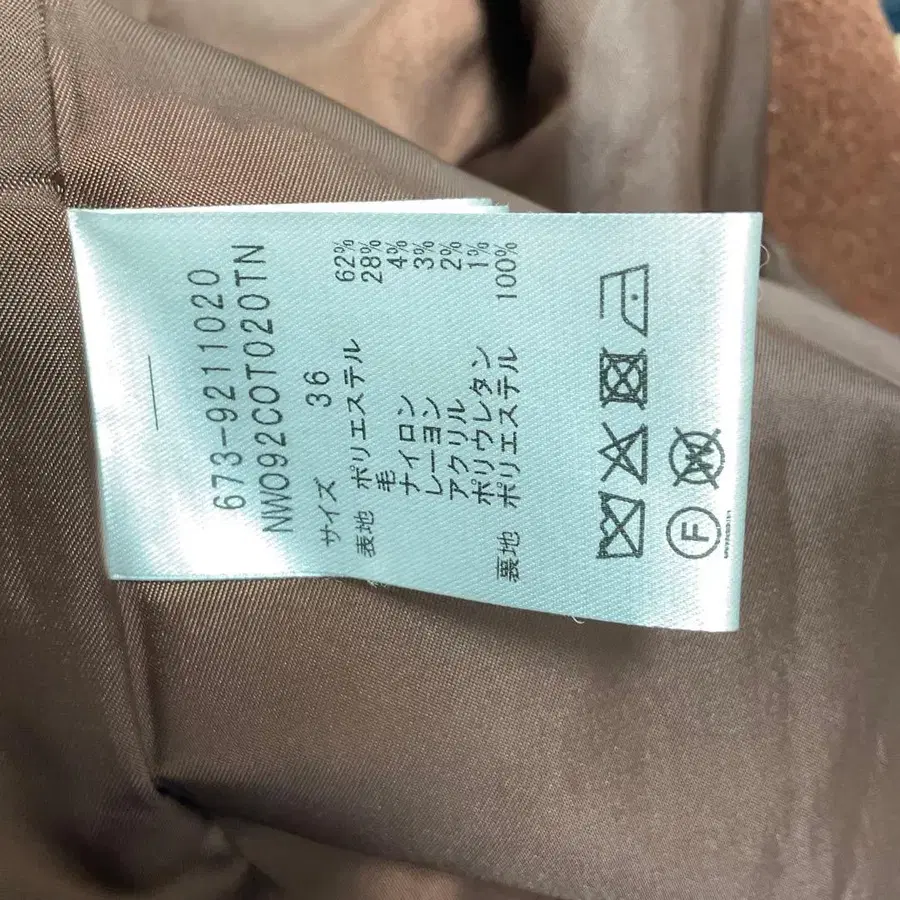 673-9211020
NW092COT020TN
サイズ 36
表地 ポリエステル 62%
毛 28%
ナイロン 4%
レーヨン 3%
アクリル 2%
ポリウレタン 1%
裏地 ポリエステル 100%
W
F